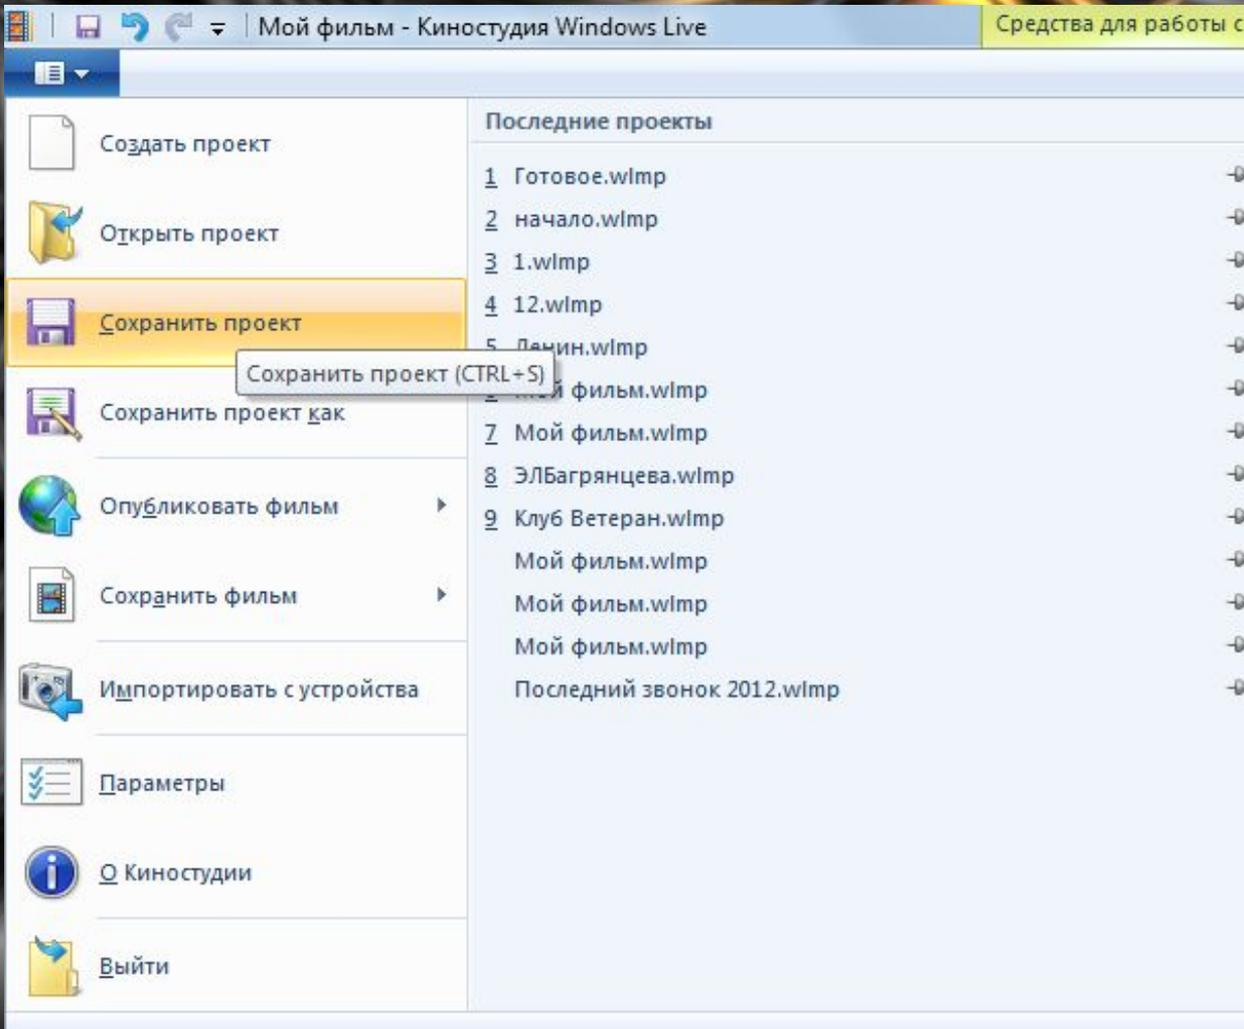 Мой фильм - Киностудия Windows Live
Средства для работы с
Последние проекты
Создать проект
Открыть проект
Сохранить проект
Сохранить проект (CTRL+S)
Сохранить проект как
Опубликовать фильм
Сохранить фильм
Импортировать с устройства
Параметры
О Киностудии
Выйти
1 Готовое.wlmp
2 начало.wlmp
3 1.wlmp
4 12.wlmp
5 Ленин.wlmp
Мой фильм.wlmp
7 Мой фильм.wlmp
8 ЭЛБагрянцева.wlmp
9 Клуб Ветеран.wlmp
Мой фильм.wlmp
Мой фильм.wlmp
Мой фильм.wlmp
Последний звонок 2012.wlmp